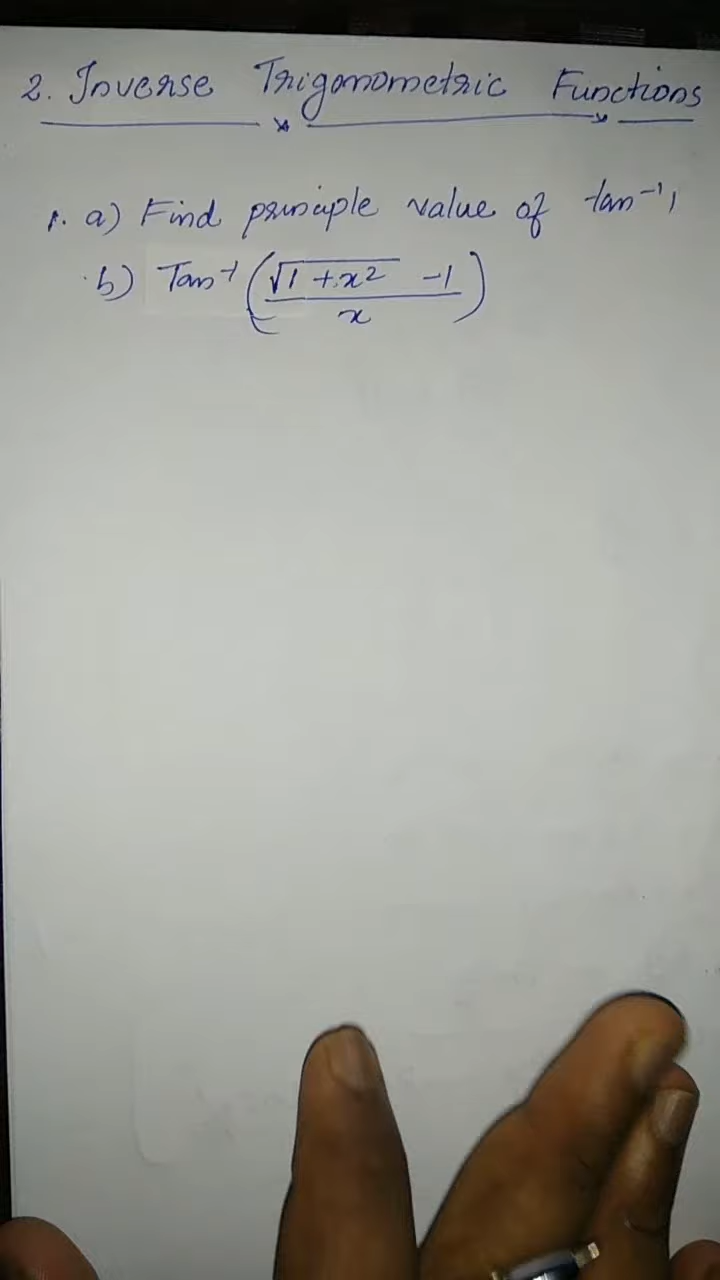 2. Inverse Trigonometric Functions
1. a) Find principle value of tan⁻¹1
b) Tan⁻¹(√1+x² -1 / x)